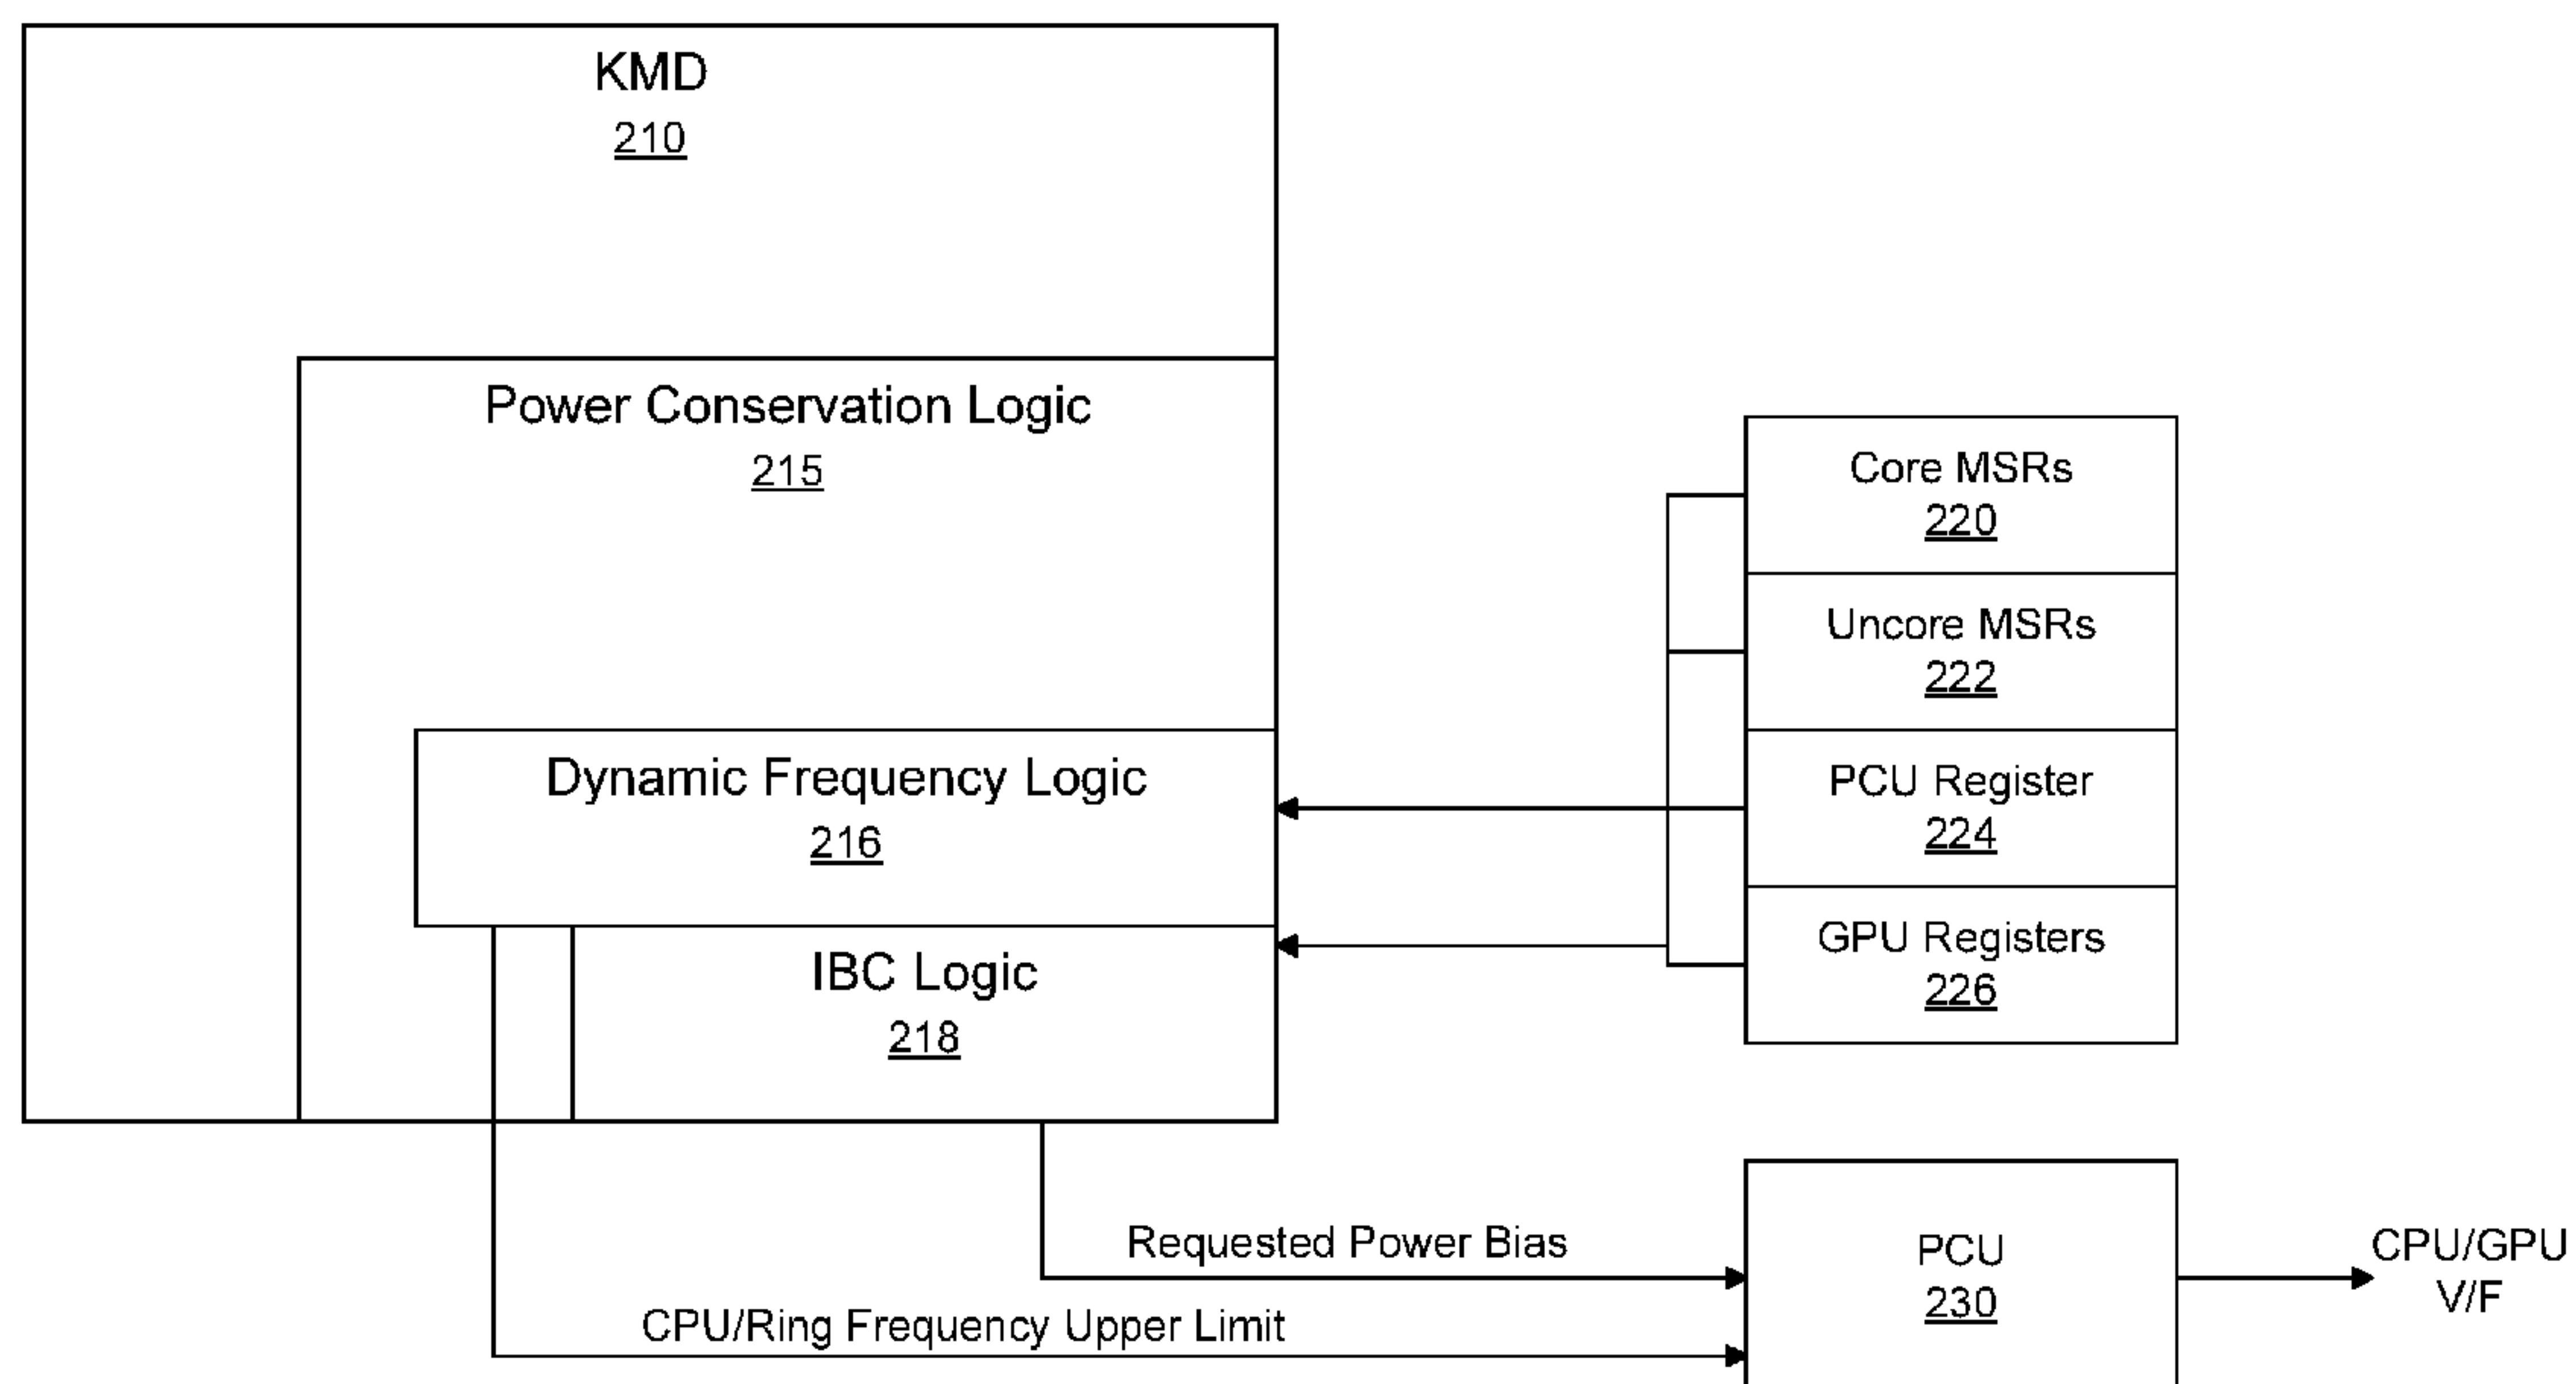 KMD
210
Power Conservation Logic
215
Dynamic Frequency Logic
216
IBC Logic
218
Core MSRs
220
Uncore MSRs
222
PCU Register
224
GPU Registers
226
Requested Power Bias
CPU/Ring Frequency Upper Limit
PCU
230
CPU/GPU
V/F